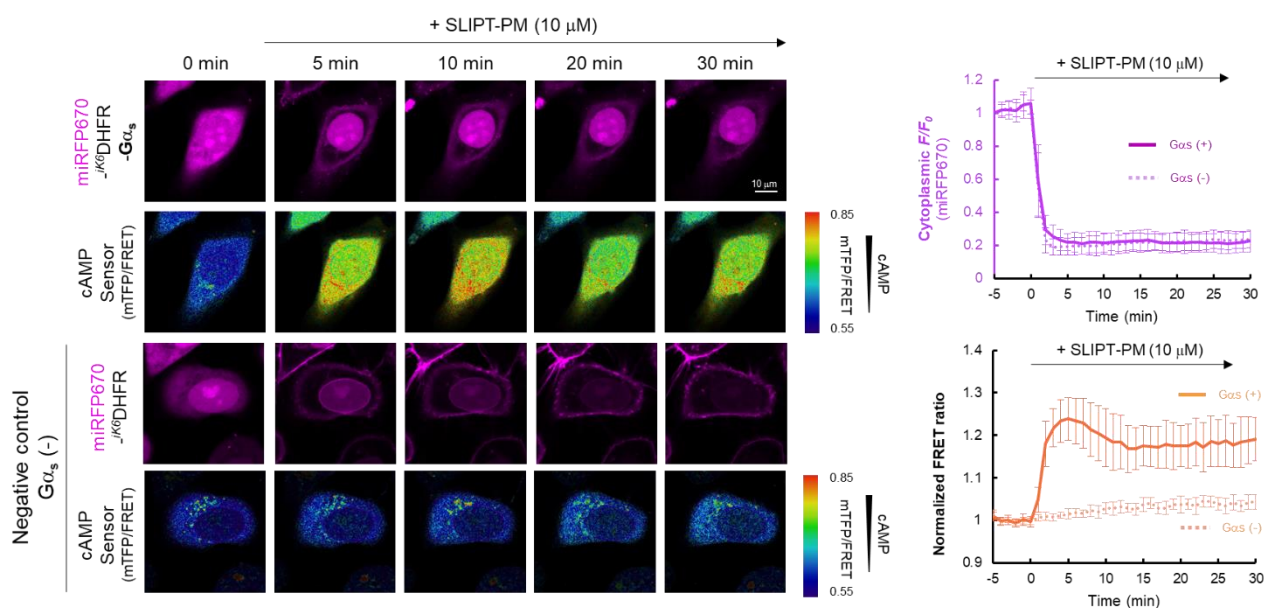 + SLIPT-PM (10 μM)
0 min
5 min
10 min
20 min
30 min
miRFP670
-iK6DHFR
-Gαs
10 μm
cAMP
Sensor
(mTFP/FRET)
0.85
mTFP/FRET
0.55
cAMP
Negative control
Gαs (-)
miRFP670
-iK6DHFR
cAMP
Sensor
(mTFP/FRET)
0.85
mTFP/FRET
0.55
cAMP
+ SLIPT-PM (10 μM)
Cytoplasmic F/F0
(miRFP670)
1.2
1
0.8
0.6
0.4
0.2
0
Gαs (+)
Gαs (-)
-5 0 5 10 15 20 25 30
Time (min)
+ SLIPT-PM (10 μM)
Normalized FRET ratio
1.4
1.3
1.2
1.1
1
0.9
Gαs (+)
Gαs (-)
-5 0 5 10 15 20 25 30
Time (min)